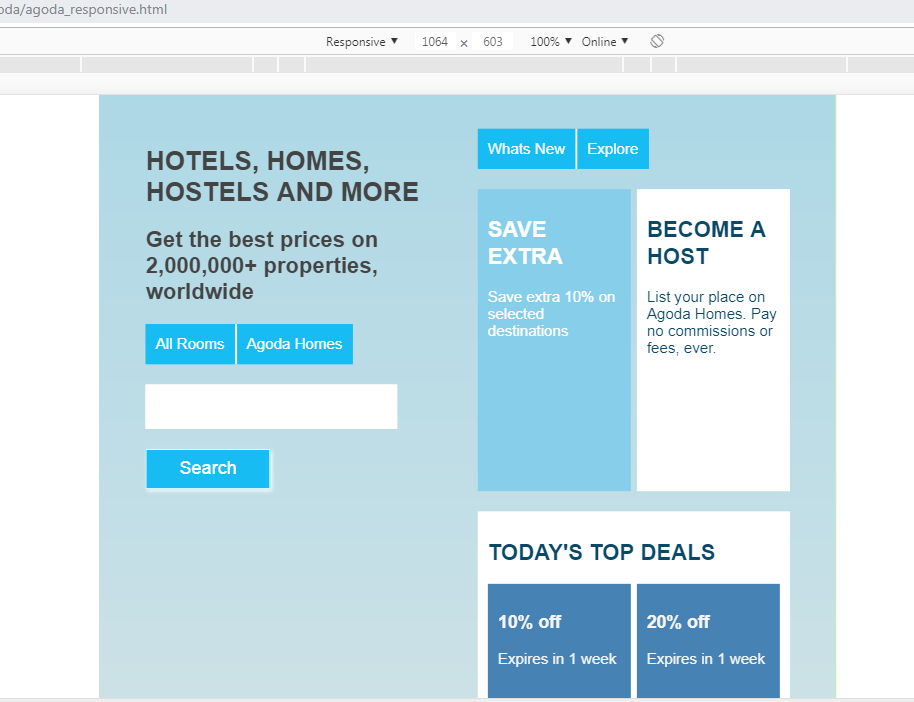 oda/agoda_responsive.html
Responsive ▼ 1064 × 603 100% ▼ Online ▼
HOTELS, HOMES,
HOSTELS AND MORE
Get the best prices on
2,000,000+ properties,
worldwide
All Rooms Agoda Homes
Search
Whats New Explore
SAVE
EXTRA
Save extra 10% on
selected
destinations
BECOME A
HOST
List your place on
Agoda Homes. Pay
no commissions or
fees, ever.
TODAY'S TOP DEALS
10% off
Expires in 1 week
20% off
Expires in 1 week